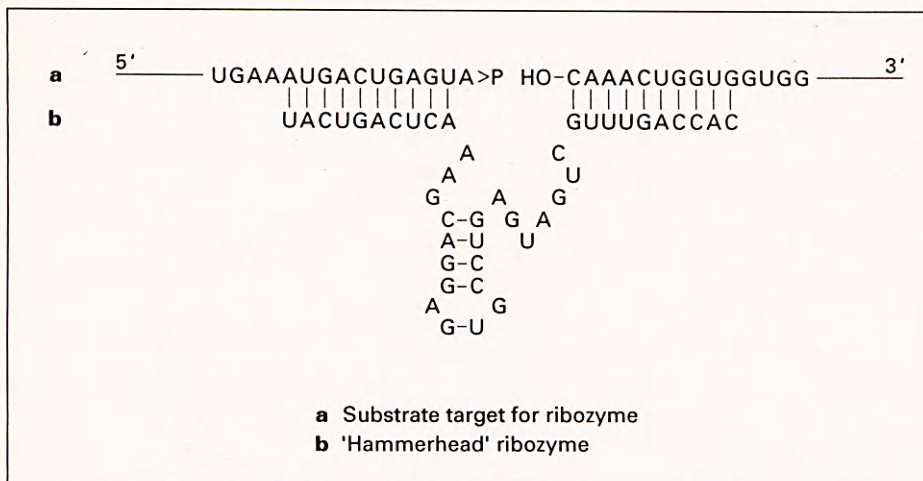 5' 3'
a UGAAAUGACUGAGUA>P HO-CAAACUGGUGGUGG
b UACUGACUCA GUUUGACCAC
A C
A U
G A G
C-G G A
A-U U
G-C
G-C
A G
G-U
a Substrate target for ribozyme
b 'Hammerhead' ribozyme